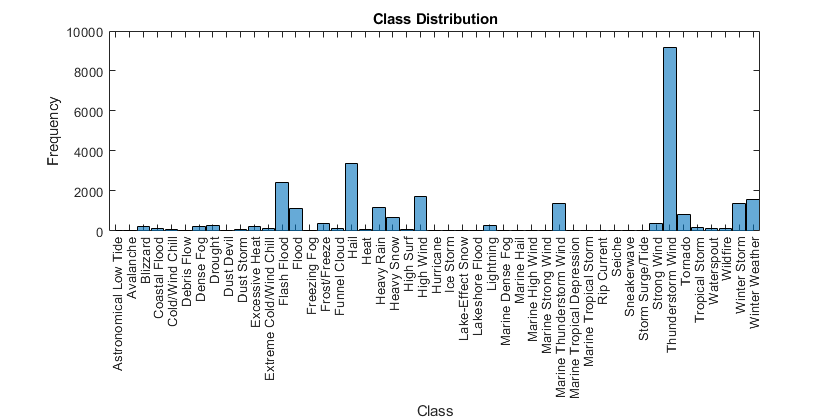 Class Distribution
10000
8000
6000
4000
2000
0
Frequency
Astronomical Low Tide
Avalanche
Blizzard
Coastal Flood
Cold/Wind Chill
Debris Flow
Dense Fog
Drought
Dust Devil
Dust Storm
Excessive Heat
Extreme Cold/Wind Chill
Flash Flood
Flood
Freezing Fog
Frost/Freeze
Funnel Cloud
Hail
Heat
Heavy Rain
Heavy Snow
High Surf
High Wind
Hurricane
Ice Storm
Lake-Effect Snow
Lakeshore Flood
Lightning
Marine Dense Fog
Marine Hail
Marine High Wind
Marine Strong Wind
Marine Thunderstorm Wind
Marine Tropical Depression
Marine Tropical Storm
Rip Current
Seiche
Sneakerwave
Storm Surge/Tide
Strong Wind
Thunderstorm Wind
Tornado
Tropical Storm
Waterspout
Wildfire
Winter Storm
Winter Weather
Class